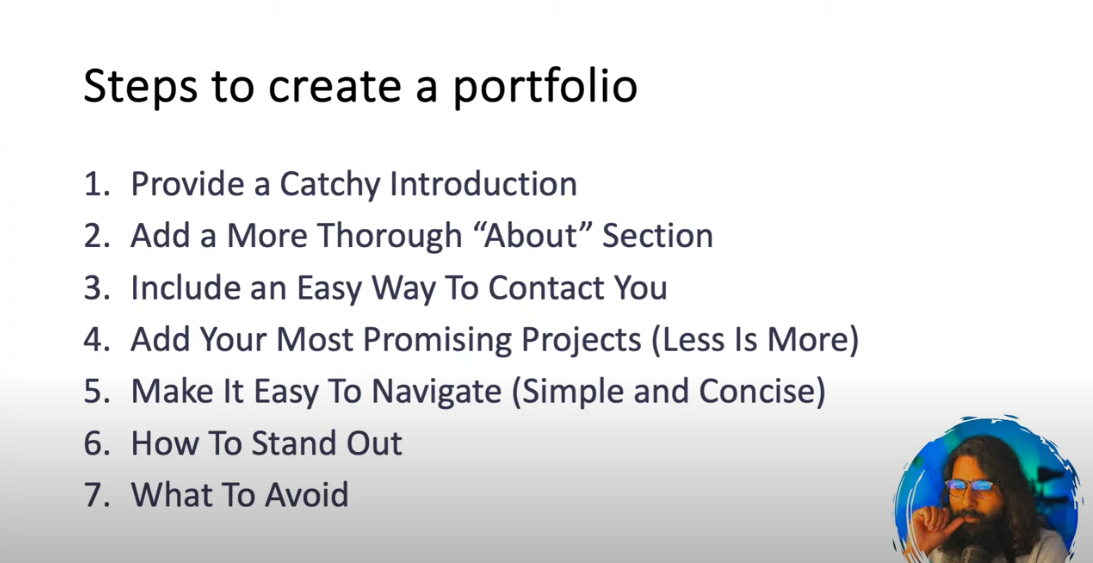 Steps to create a portfolio
1. Provide a Catchy Introduction
2. Add a More Thorough “About” Section
3. Include an Easy Way To Contact You
4. Add Your Most Promising Projects (Less Is More)
5. Make It Easy To Navigate (Simple and Concise)
6. How To Stand Out
7. What To Avoid